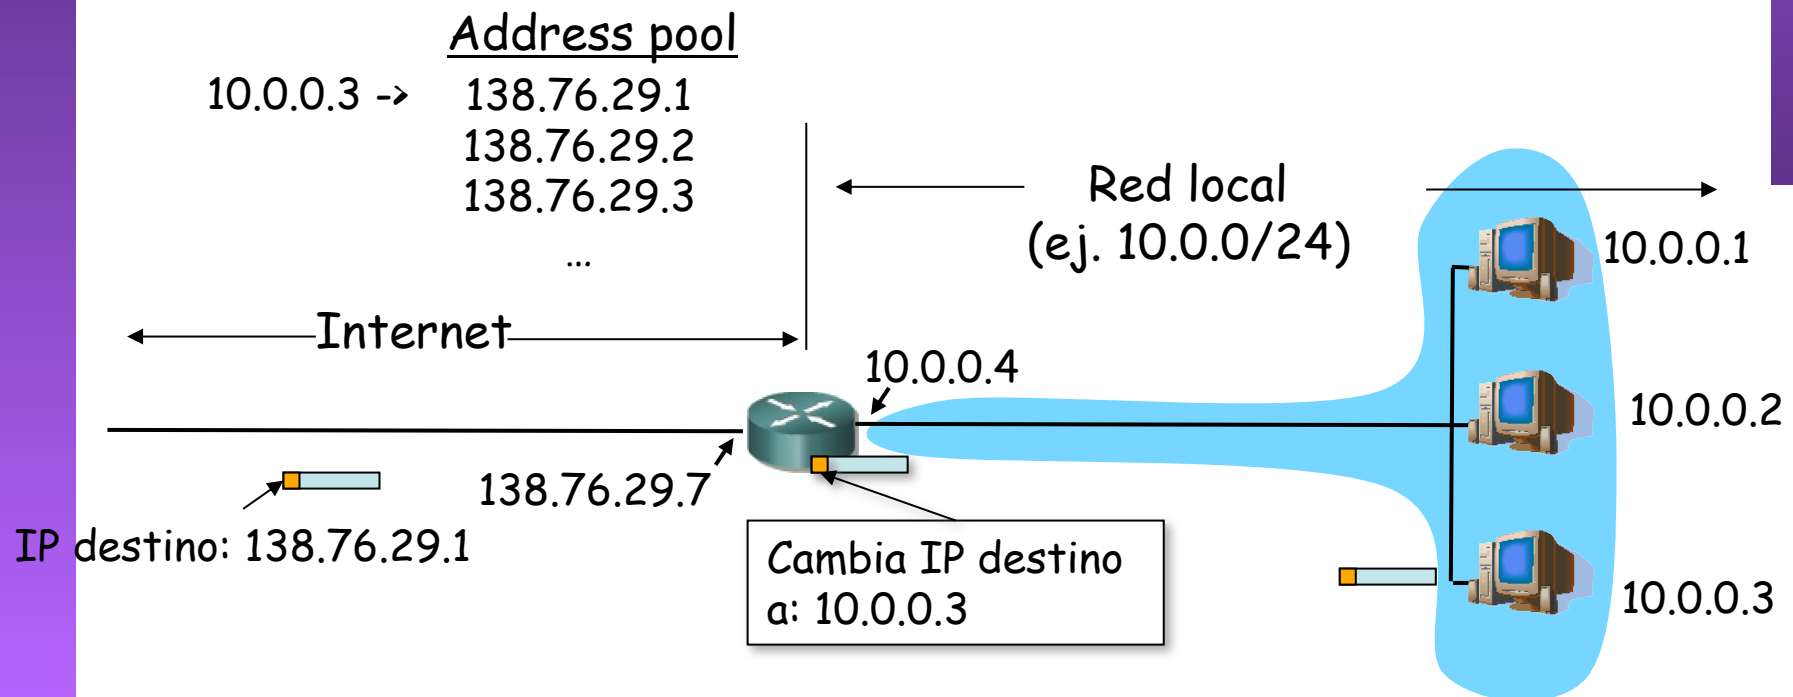 Address pool
10.0.0.3 -> 138.76.29.1
138.76.29.2
138.76.29.3
...
Red local
(ej. 10.0.0/24)
10.0.0.1
Internet
10.0.0.4
10.0.0.2
138.76.29.7
IP destino: 138.76.29.1
Cambia IP destino
a: 10.0.0.3
10.0.0.3